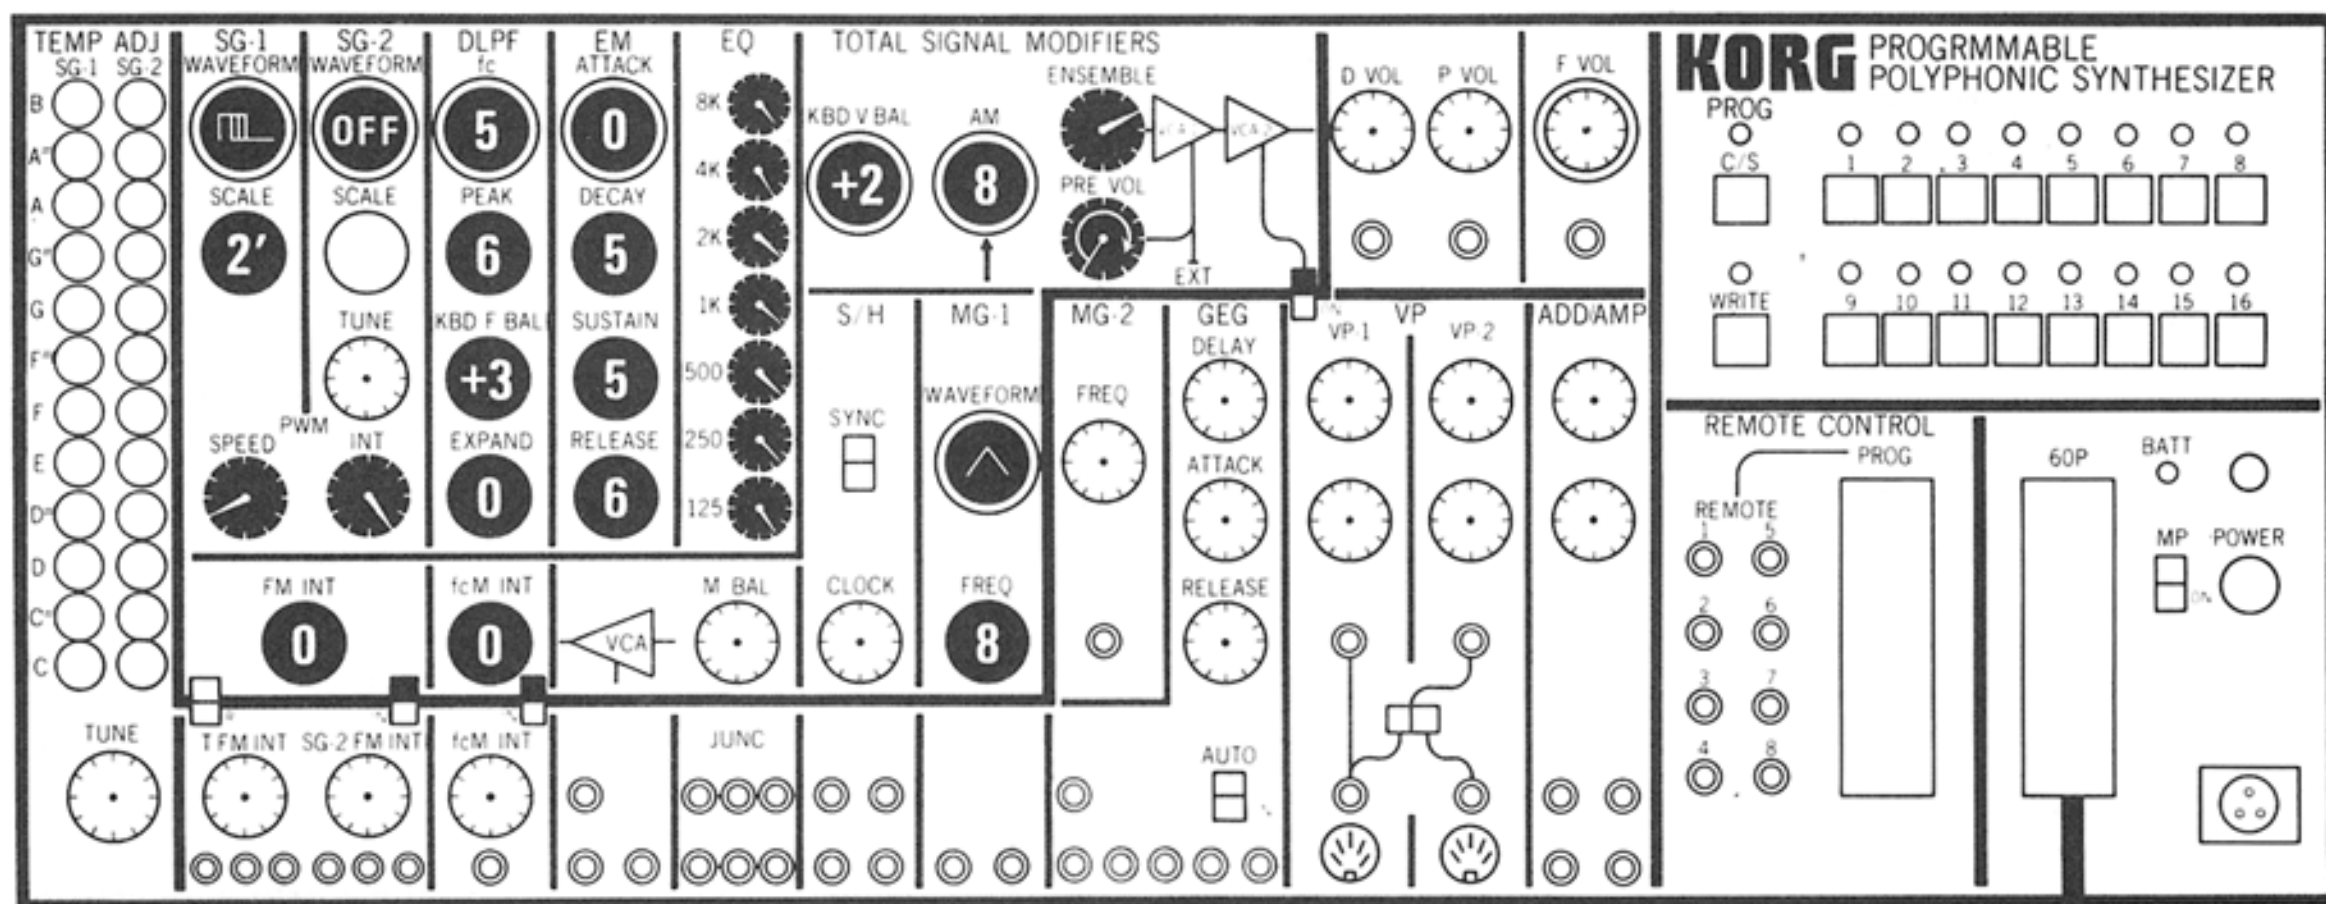 TEMP ADJ
SG-1 SG-2
B
A#
A
G#
G
F#
F
E
D#
D
C#
C
TUNE
SG-1
WAVEFORM
SCALE
2'
SG-2
WAVEFORM
OFF
SCALE
TUNE
PWM
SPEED
INT
DLPF
fc
5
PEAK
6
KBD F BAL
+3
EXPAND
0
EM
ATTACK
0
DECAY
5
SUSTAIN
5
RELEASE
6
EQ
8K
4K
2K
1K
500
250
125
FM INT
0
fcM INT
0
VCA
M BAL
T FM INT
SG-2 FM INT
fcM INT
JUNC
TOTAL SIGNAL MODIFIERS
KBD V BAL
+2
AM
8
ENSEMBLE
PRE VOL
VCA-1
VCA-2
EXT
S/H
SYNC
CLOCK
MG-1
WAVEFORM
FREQ
8
MG-2
FREQ
GEG
DELAY
ATTACK
RELEASE
AUTO
D VOL
P VOL
F VOL
ON
VP
VP-1
VP-2
ADD/AMP
KORG PROGRMMABLE
POLYPHONIC SYNTHESIZER
PROG
C/S
1 2 3 4 5 6 7 8
WRITE
9 10 11 12 13 14 15 16
REMOTE CONTROL
PROG
REMOTE
1 5
2 6
3 7
4 8
60P
BATT
MP
ON
POWER